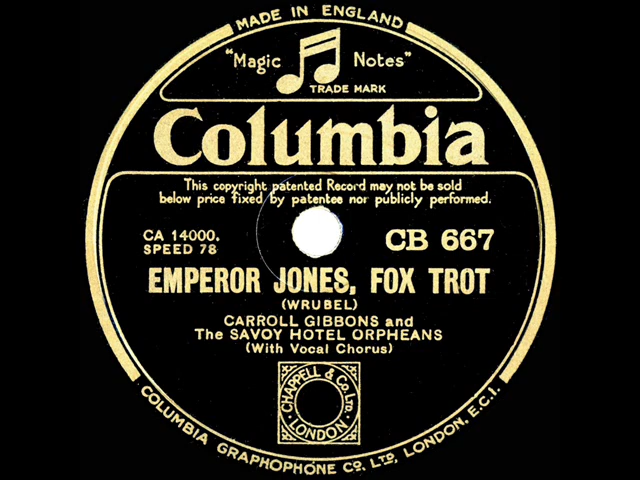 MADE IN ENGLAND
"Magic Notes"
TRADE MARK
Columbia
This copyright patented Record may not be sold
below price fixed by patentee nor publicly performed.
CA 14000.
SPEED 78
CB 667
EMPEROR JONES, FOX TROT
(WRUBEL)
CARROLL GIBBONS and
The SAVOY HOTEL ORPHEANS
(With Vocal Chorus)
CHAPPELL & Co. LTD.
LONDON
COLUMBIA GRAPHOPHONE CO. LTD, LONDON, E.C.1.